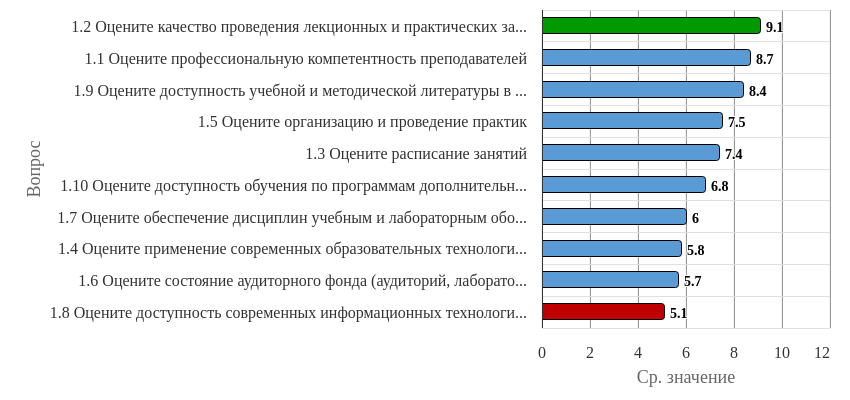 1.2 Оцените качество проведения лекционных и практических за...
9.1
1.1 Оцените профессиональную компетентность преподавателей
8.7
1.9 Оцените доступность учебной и методической литературы в ...
8.4
1.5 Оцените организацию и проведение практик
7.5
1.3 Оцените расписание занятий
7.4
1.10 Оцените доступность обучения по программам дополнительн...
6.8
1.7 Оцените обеспечение дисциплин учебным и лабораторным обо...
6
1.4 Оцените применение современных образовательных технологи...
5.8
1.6 Оцените состояние аудиторного фонда (аудиторий, лаборато...
5.7
1.8 Оцените доступность современных информационных технологи...
5.1
Вопрос
0 2 4 6 8 10 12
Ср. значение